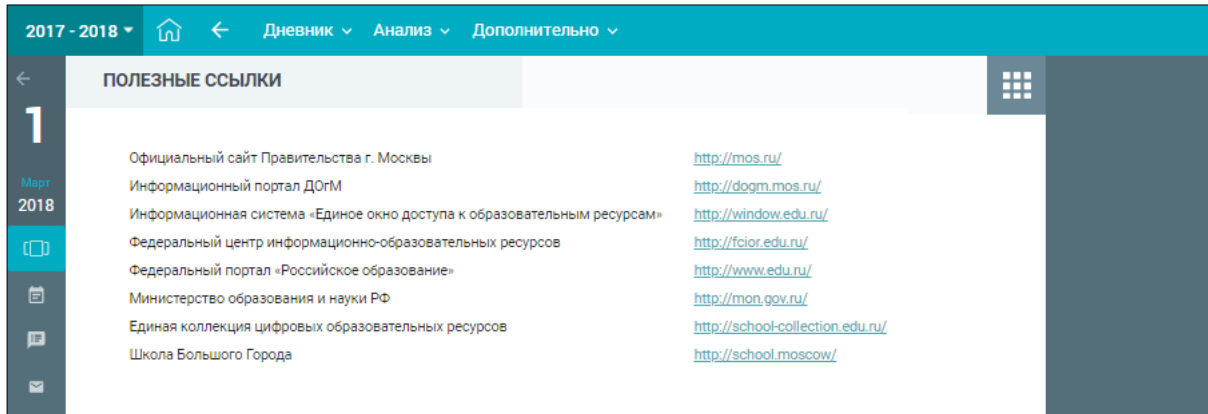 2017 - 2018 Дневник Анализ Дополнительно
ПОЛЕЗНЫЕ ССЫЛКИ
1
Март
2018
Официальный сайт Правительства г. Москвы http://mos.ru/
Информационный портал ДОгМ http://dogm.mos.ru/
Информационная система «Единое окно доступа к образовательным ресурсам» http://window.edu.ru/
Федеральный центр информационно-образовательных ресурсов http://fcior.edu.ru/
Федеральный портал «Российское образование» http://www.edu.ru/
Министерство образования и науки РФ http://mon.gov.ru/
Единая коллекция цифровых образовательных ресурсов http://school-collection.edu.ru/
Школа Большого Города http://school.moscow/